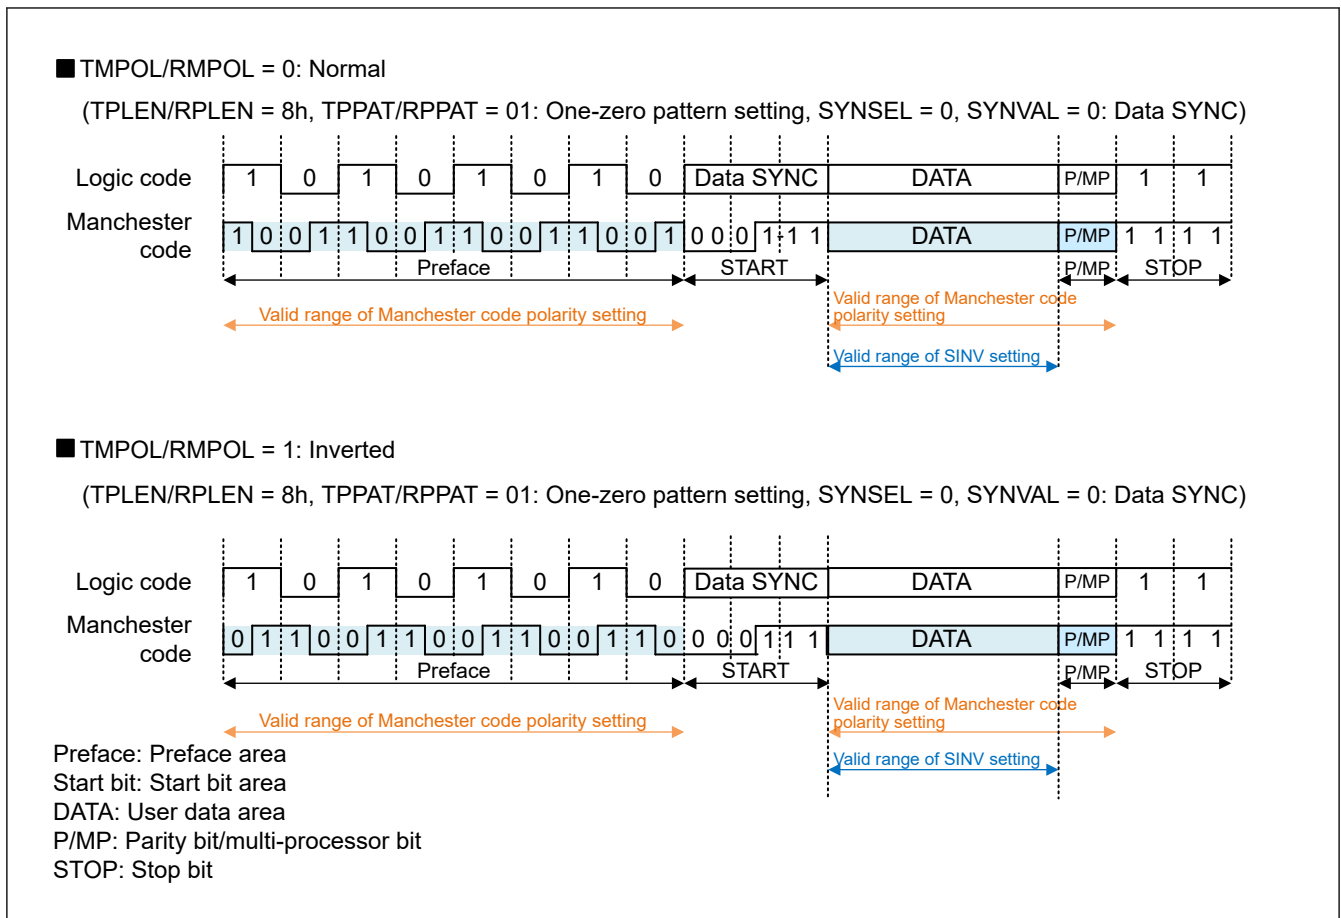 ■ TMPOL/RMPOL = 0: Normal
(TPLEN/RPLEN = 8h, TPPAT/RPPAT = 01: One-zero pattern setting, SYNSEL = 0, SYNVAL = 0: Data SYNC)
Logic code 1 0 1 0 1 0 1 0 Data SYNC DATA P/MP 1 1
Manchester
code 1 0 0 1 1 0 0 1 1 0 0 1 1 0 0 1 0 0 0 1 1 1 DATA P/MP 1 1 1 1
Preface START P/MP STOP
Valid range of Manchester code polarity setting
Valid range of Manchester code
polarity setting
Valid range of SINV setting
■ TMPOL/RMPOL = 1: Inverted
(TPLEN/RPLEN = 8h, TPPAT/RPPAT = 01: One-zero pattern setting, SYNSEL = 0, SYNVAL = 0: Data SYNC)
Logic code 1 0 1 0 1 0 1 0 Data SYNC DATA P/MP 1 1
Manchester
code 0 1 1 0 0 1 1 0 0 1 1 0 0 1 1 0 0 0 0 1 1 1 DATA P/MP 1 1 1 1
Preface START P/MP STOP
Valid range of Manchester code polarity setting
Valid range of Manchester code
polarity setting
Valid range of SINV setting
Preface: Preface area
Start bit: Start bit area
DATA: User data area
P/MP: Parity bit/multi-processor bit
STOP: Stop bit